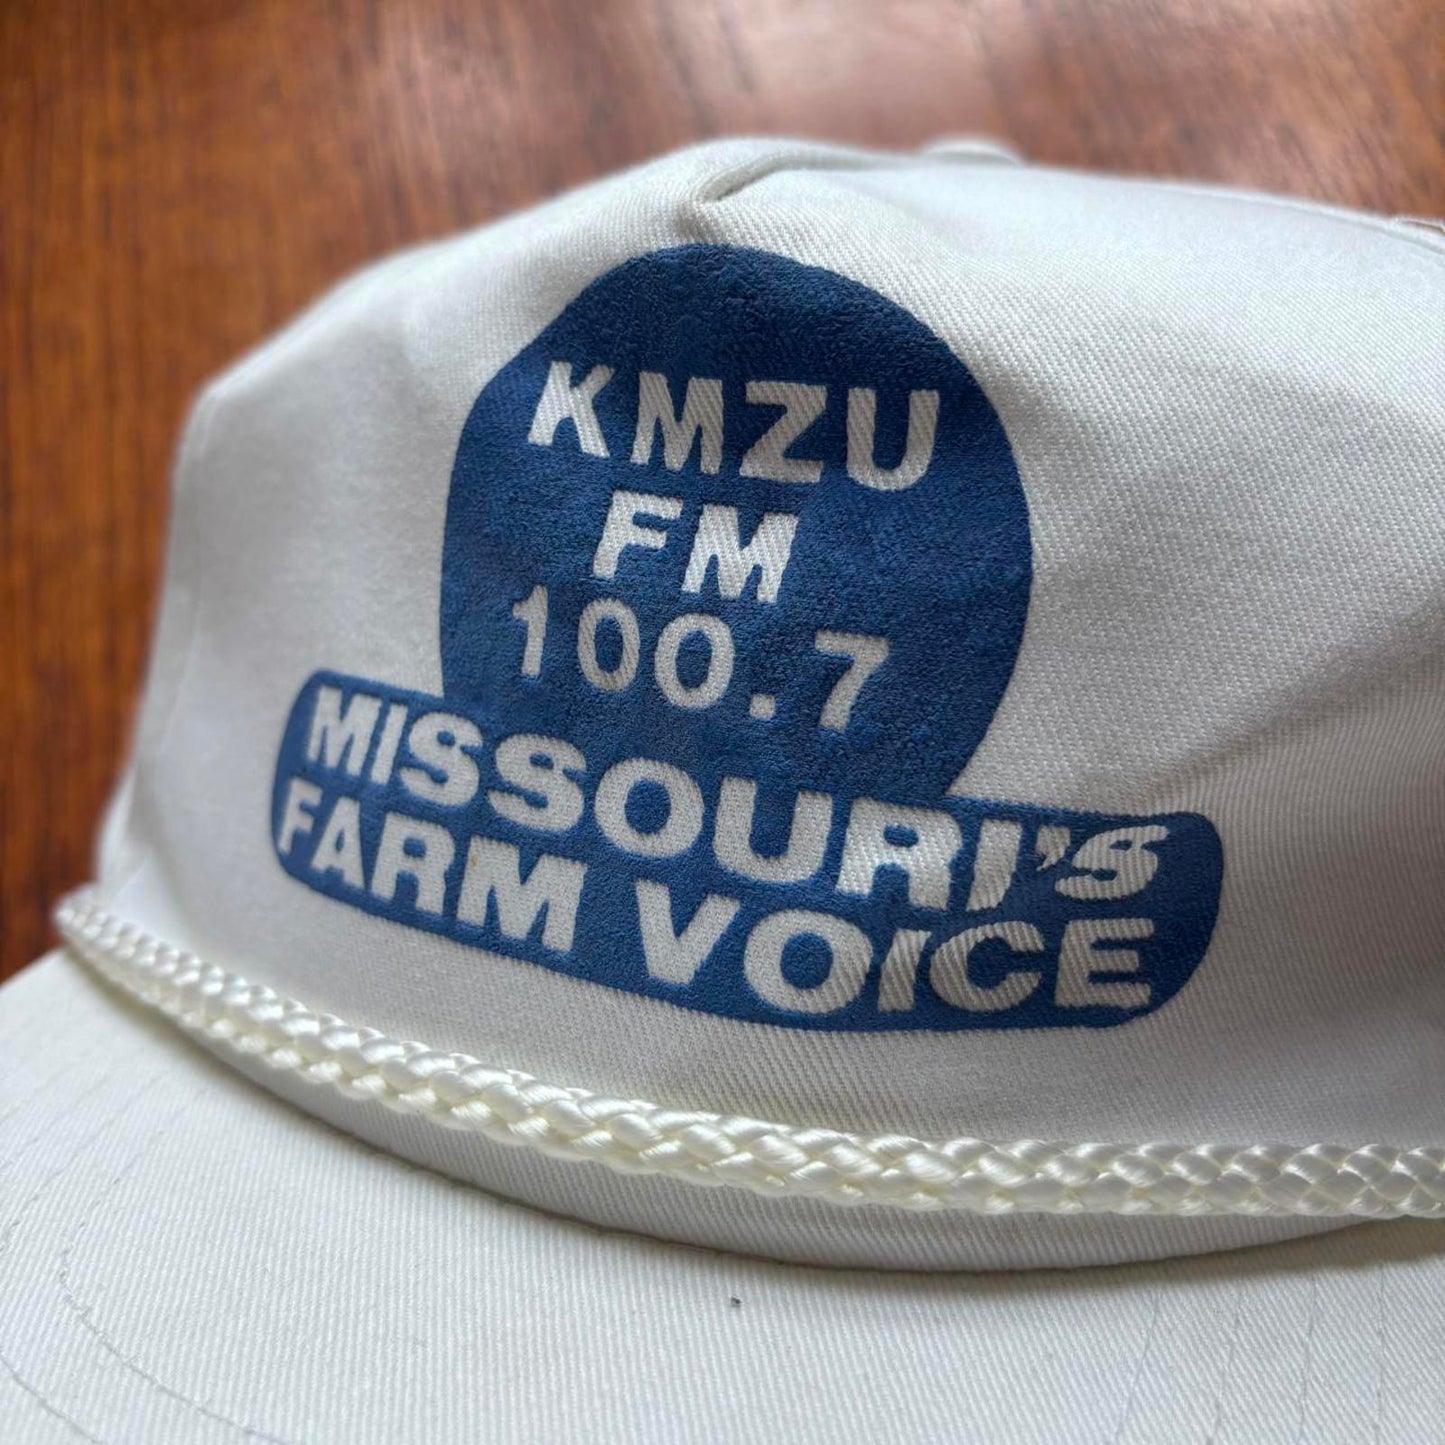 KMZU
FM
100.7
MISSOURI'S
FARM VOICE